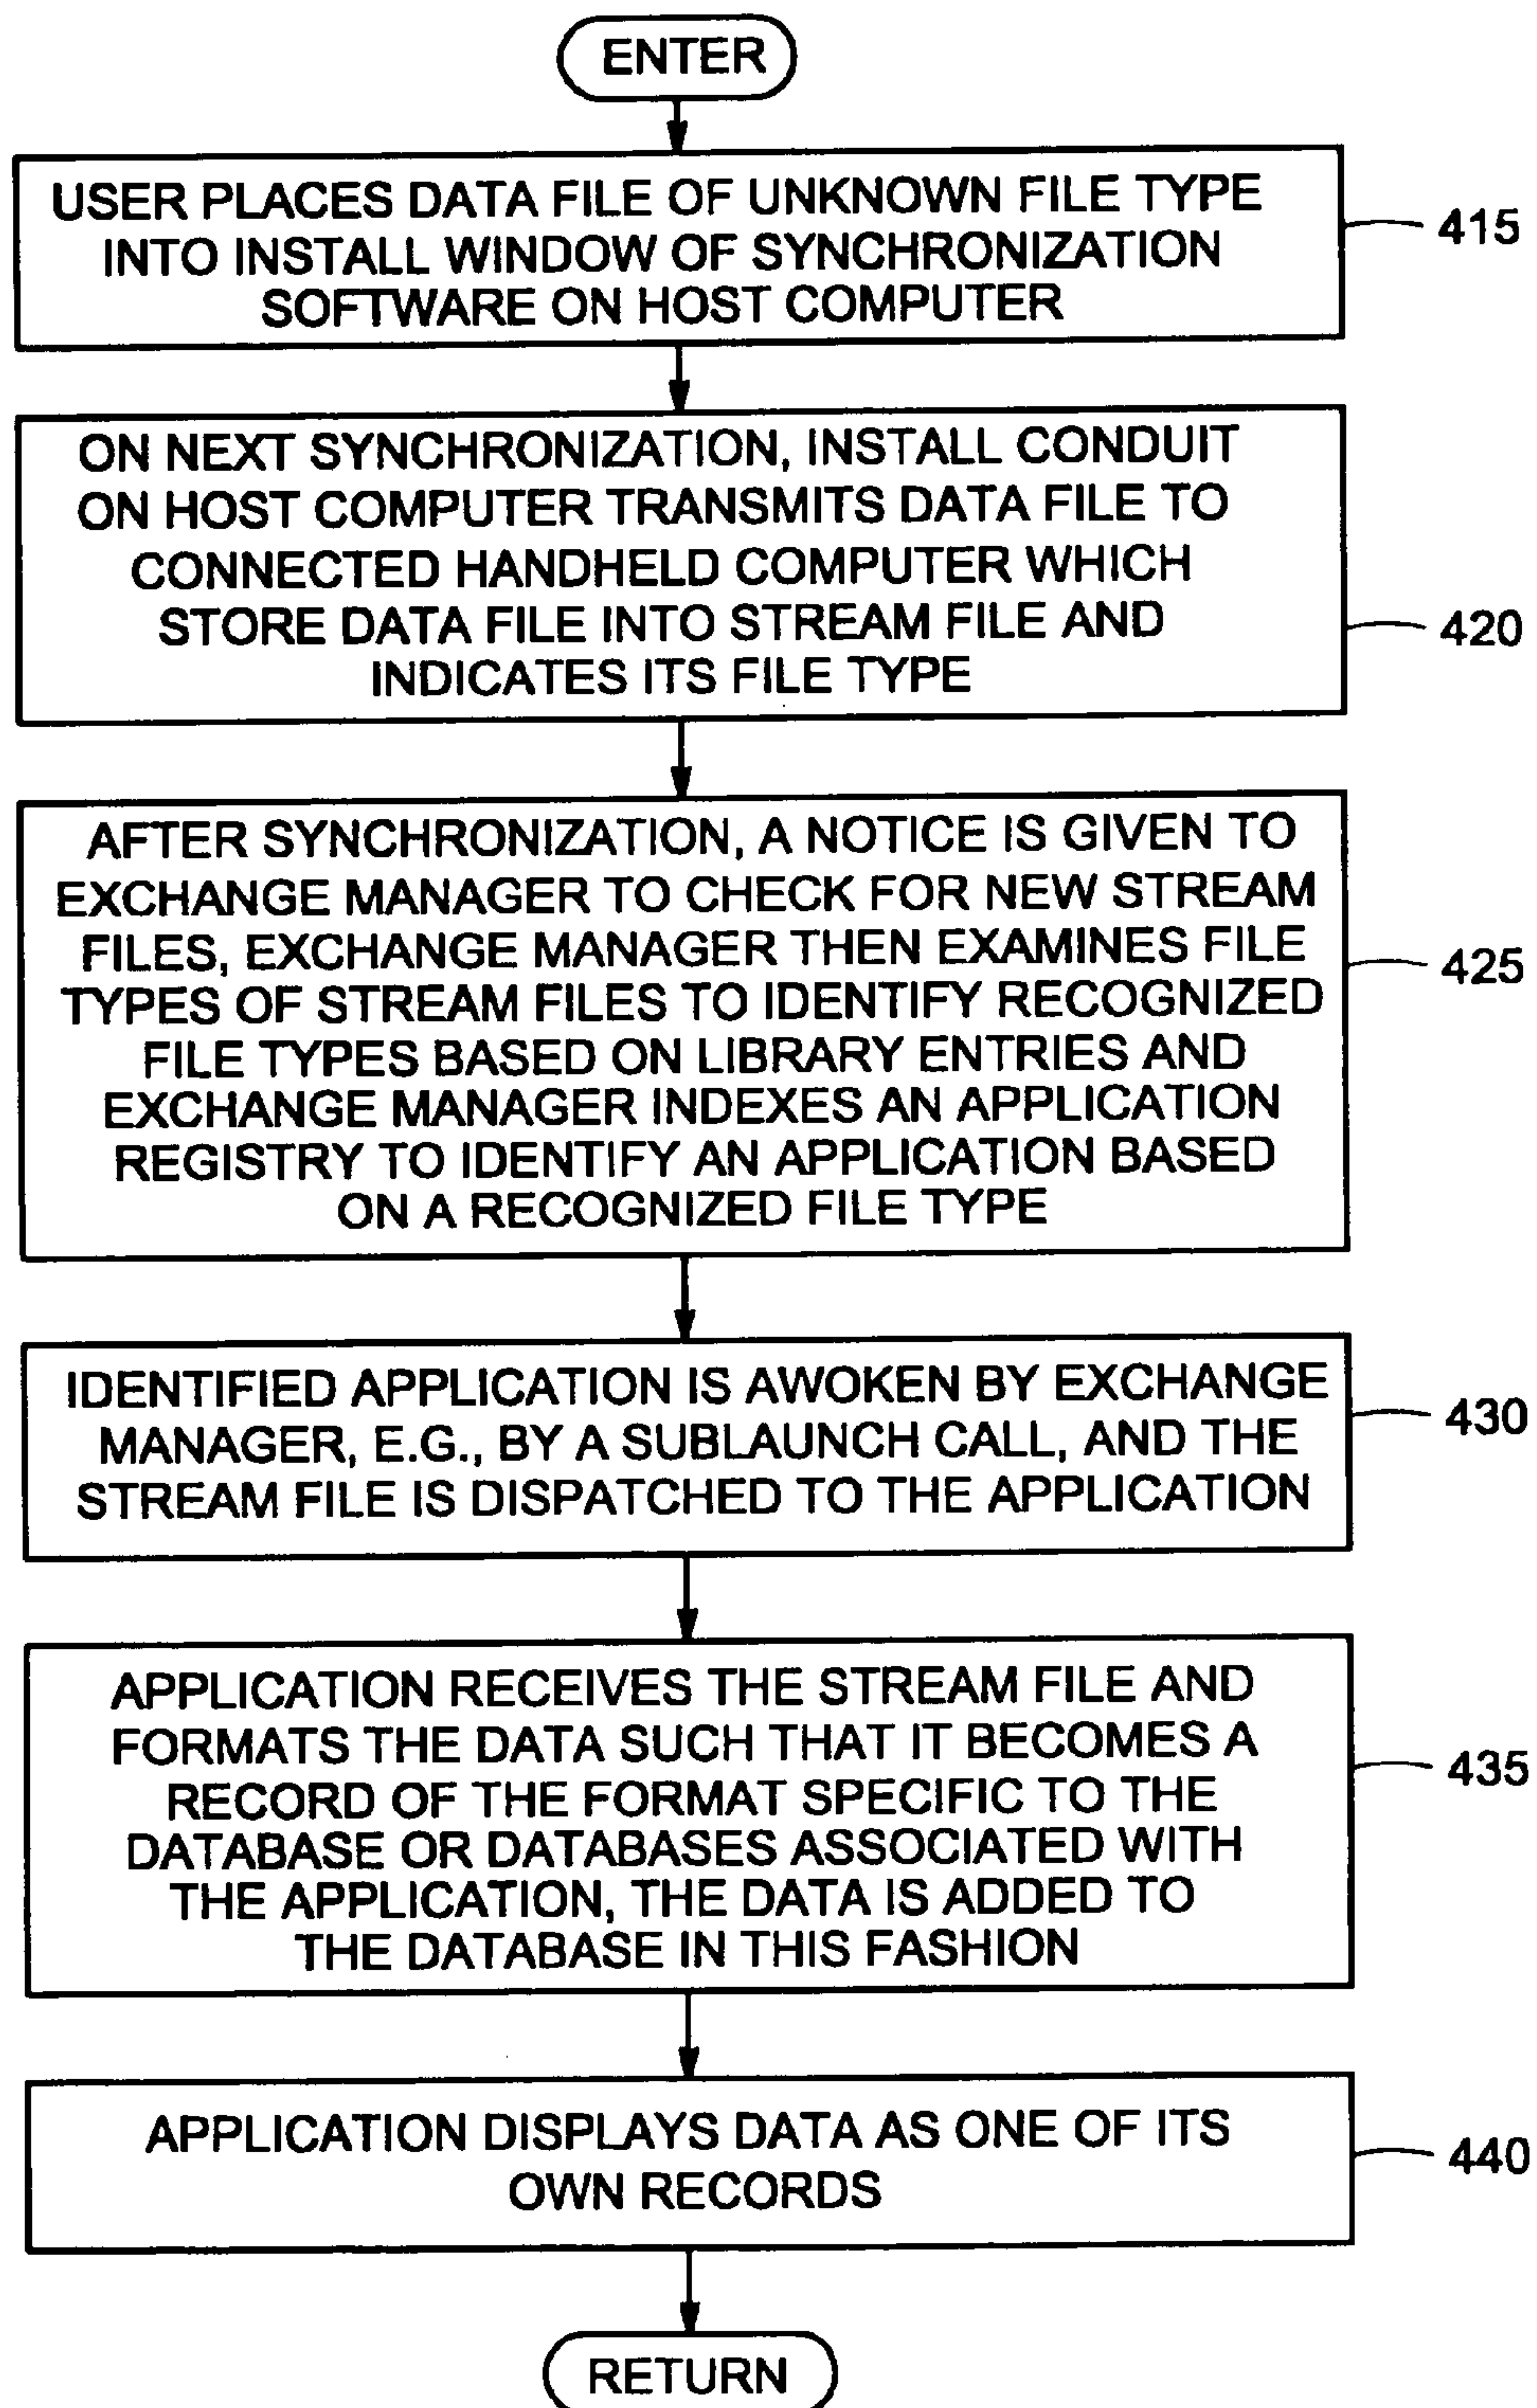 ENTER
USER PLACES DATA FILE OF UNKNOWN FILE TYPE
INTO INSTALL WINDOW OF SYNCHRONIZATION
SOFTWARE ON HOST COMPUTER
415
ON NEXT SYNCHRONIZATION, INSTALL CONDUIT
ON HOST COMPUTER TRANSMITS DATA FILE TO
CONNECTED HANDHELD COMPUTER WHICH
STORE DATA FILE INTO STREAM FILE AND
INDICATES ITS FILE TYPE
420
AFTER SYNCHRONIZATION, A NOTICE IS GIVEN TO
EXCHANGE MANAGER TO CHECK FOR NEW STREAM
FILES, EXCHANGE MANAGER THEN EXAMINES FILE
TYPES OF STREAM FILES TO IDENTIFY RECOGNIZED
FILE TYPES BASED ON LIBRARY ENTRIES AND
EXCHANGE MANAGER INDEXES AN APPLICATION
REGISTRY TO IDENTIFY AN APPLICATION BASED
ON A RECOGNIZED FILE TYPE
425
IDENTIFIED APPLICATION IS AWOKEN BY EXCHANGE
MANAGER, E.G., BY A SUBLAUNCH CALL, AND THE
STREAM FILE IS DISPATCHED TO THE APPLICATION
430
APPLICATION RECEIVES THE STREAM FILE AND
FORMATS THE DATA SUCH THAT IT BECOMES A
RECORD OF THE FORMAT SPECIFIC TO THE
DATABASE OR DATABASES ASSOCIATED WITH
THE APPLICATION, THE DATA IS ADDED TO
THE DATABASE IN THIS FASHION
435
APPLICATION DISPLAYS DATA AS ONE OF ITS
OWN RECORDS
440
RETURN